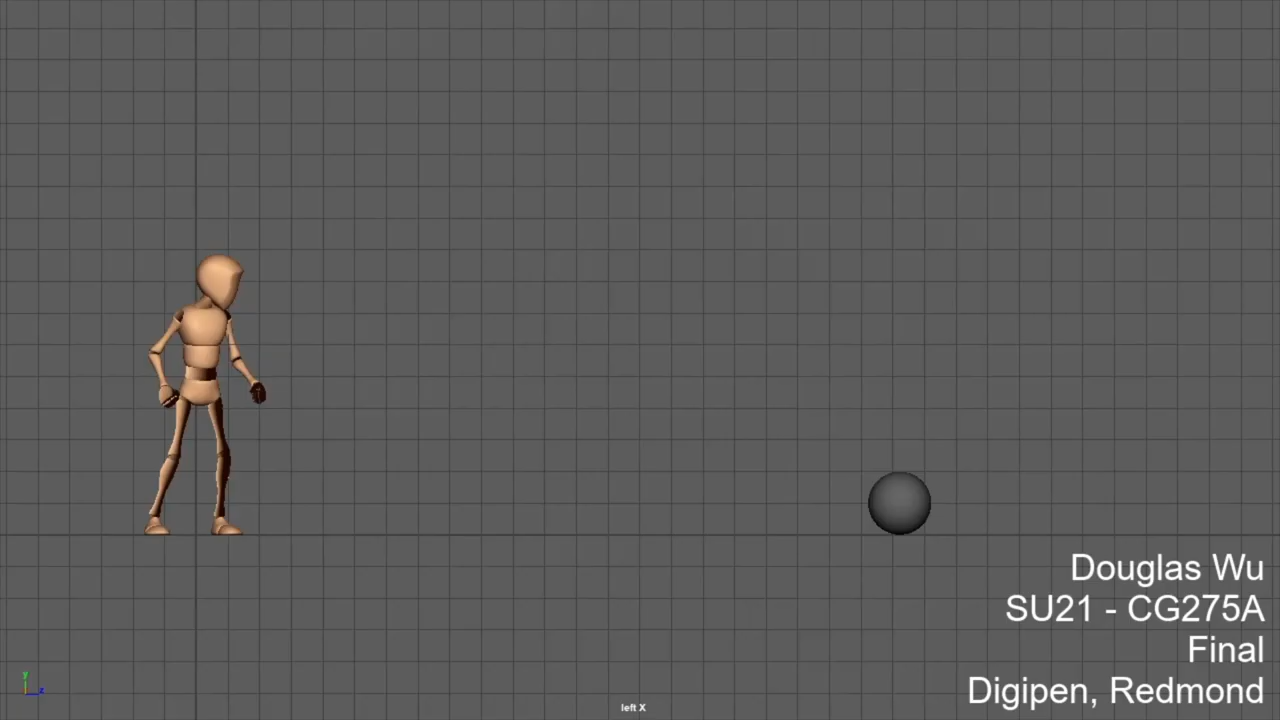 Douglas Wu
SU21 - CG275A
Final
Digipen, Redmond
y
z
left X